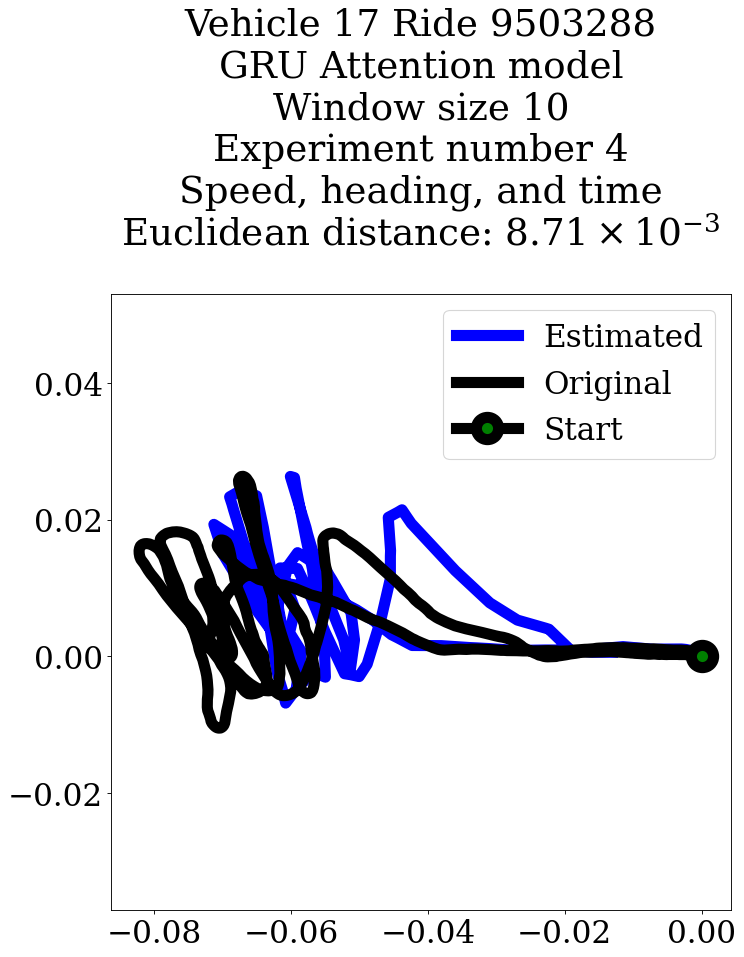 Vehicle 17 Ride 9503288
GRU Attention model
Window size 10
Experiment number 4
Speed, heading, and time
Euclidean distance: 8.71 × 10⁻³
Estimated
Original
Start
0.04
0.02
0.00
−0.02
−0.08
−0.06
−0.04
−0.02
0.00